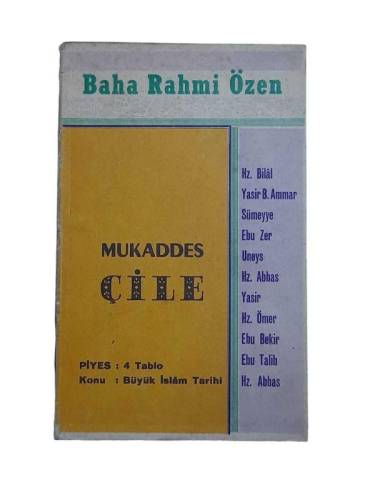 Baha Rahmi Özen
MUKADDES
ÇİLE
PİYES : 4 Tablo
Konu : Büyük İslâm Tarihi
Hz. Bilâl
Yasir B. Ammar
Sümeyye
Ebu Zer
Uneys
Hz. Abbas
Yasir
Hz. Ömer
Ebu Bekir
Ebu Talib
Hz. Abbas